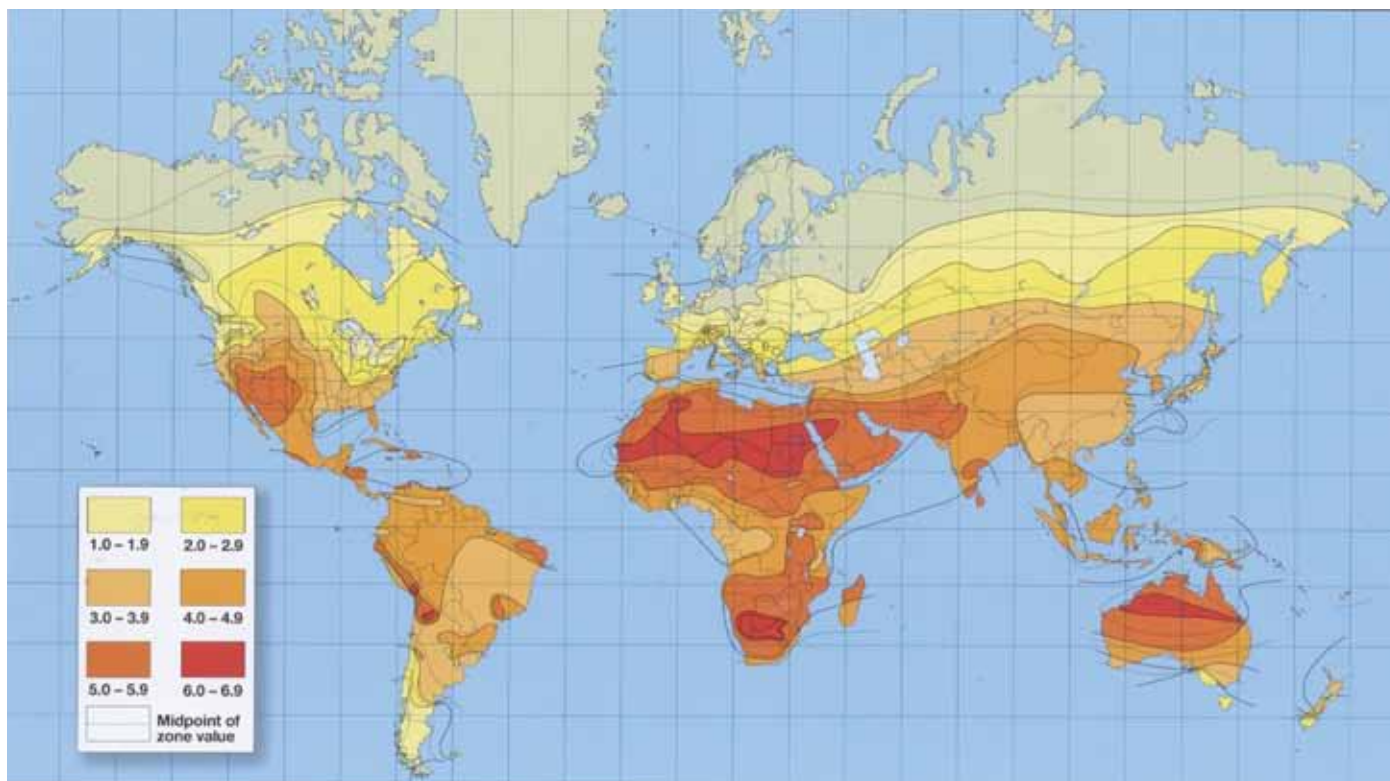 1.0 – 1.9 2.0 – 2.9
3.0 – 3.9 4.0 – 4.9
5.0 – 5.9 6.0 – 6.9
Midpoint of
zone value